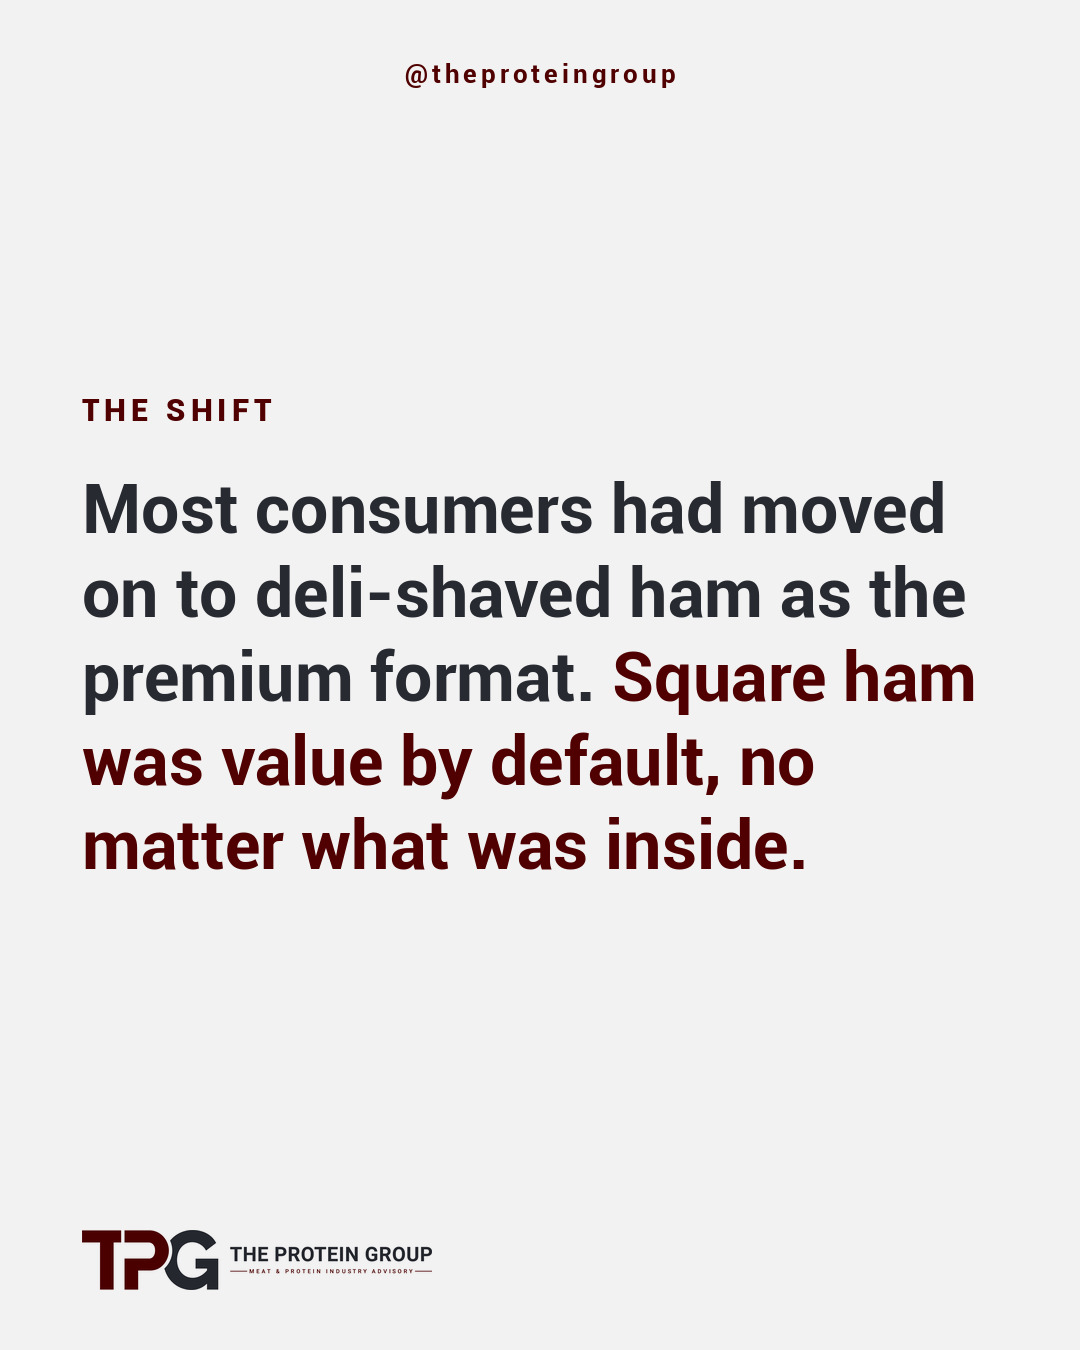 @theproteingroup
THE SHIFT
Most consumers had moved
on to deli-shaved ham as the
premium format. Square ham
was value by default, no
matter what was inside.
TPG THE PROTEIN GROUP
MEAT & PROTEIN INDUSTRY ADVISORY